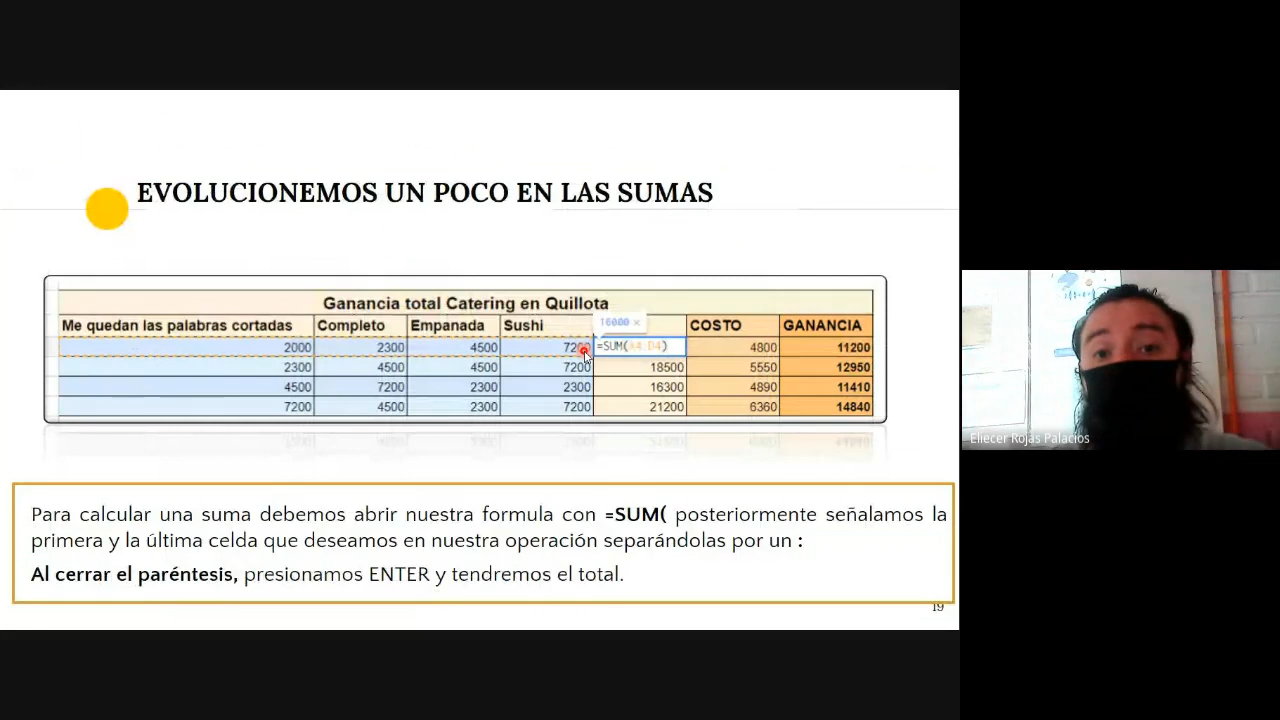 EVOLUCIONEMOS UN POCO EN LAS SUMAS
Ganancia total Catering en Quillota
Me quedan las palabras cortadas Completo Empanada Sushi 16000 × COSTO GANANCIA
2000 2300 4500 7200 =SUM(A4:D4) 4800 11200
2300 4500 4500 7200 18500 5550 12950
4500 7200 2300 2300 16300 4890 11410
7200 4500 2300 7200 21200 6360 14840
Para calcular una suma debemos abrir nuestra formula con =SUM( posteriormente señalamos la
primera y la última celda que deseamos en nuestra operación separándolas por un :
Al cerrar el paréntesis, presionamos ENTER y tendremos el total.
19
Eliecer Rojas Palacios